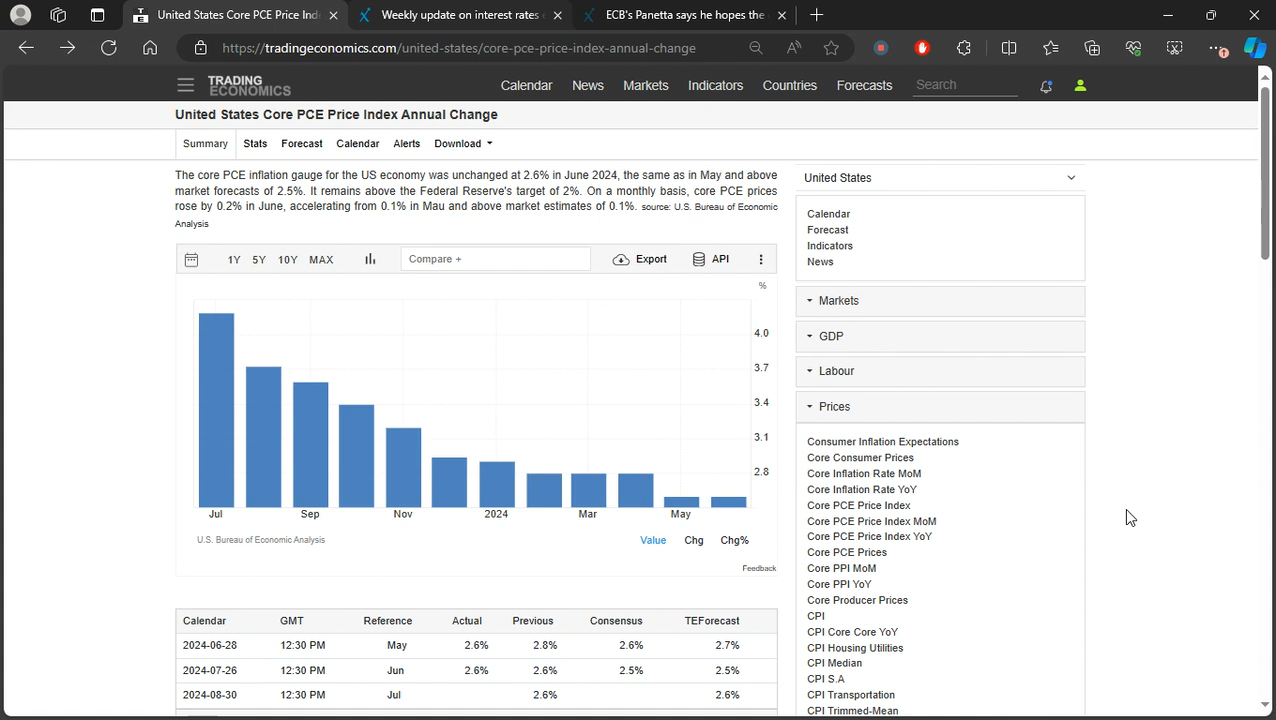 United States Core PCE Price Ind
Weekly update on interest rates
ECB's Panetta says he hopes the
https://tradingeconomics.com/united-states/core-pce-price-index-annual-change
TRADING
ECONOMICS
Calendar News Markets Indicators Countries Forecasts Search
United States Core PCE Price Index Annual Change
Summary Stats Forecast Calendar Alerts Download
The core PCE inflation gauge for the US economy was unchanged at 2.6% in June 2024, the same as in May and above
market forecasts of 2.5%. It remains above the Federal Reserve's target of 2%. On a monthly basis, core PCE prices
rose by 0.2% in June, accelerating from 0.1% in Mau and above market estimates of 0.1%. source: U.S. Bureau of Economic
Analysis
1Y 5Y 10Y MAX Compare + Export API
%
4.0
3.7
3.4
3.1
2.8
Jul Sep Nov 2024 Mar May
U.S. Bureau of Economic Analysis Value Chg Chg%
Feedback
Calendar GMT Reference Actual Previous Consensus TEForecast
2024-06-28 12:30 PM May 2.6% 2.8% 2.6% 2.7%
2024-07-26 12:30 PM Jun 2.6% 2.6% 2.5% 2.5%
2024-08-30 12:30 PM Jul 2.6% 2.6%
United States
Calendar
Forecast
Indicators
News
Markets
GDP
Labour
Prices
Consumer Inflation Expectations
Core Consumer Prices
Core Inflation Rate MoM
Core Inflation Rate YoY
Core PCE Price Index
Core PCE Price Index MoM
Core PCE Price Index YoY
Core PCE Prices
Core PPI MoM
Core PPI YoY
Core Producer Prices
CPI
CPI Core Core YoY
CPI Housing Utilities
CPI Median
CPI S.A
CPI Transportation
CPI Trimmed-Mean